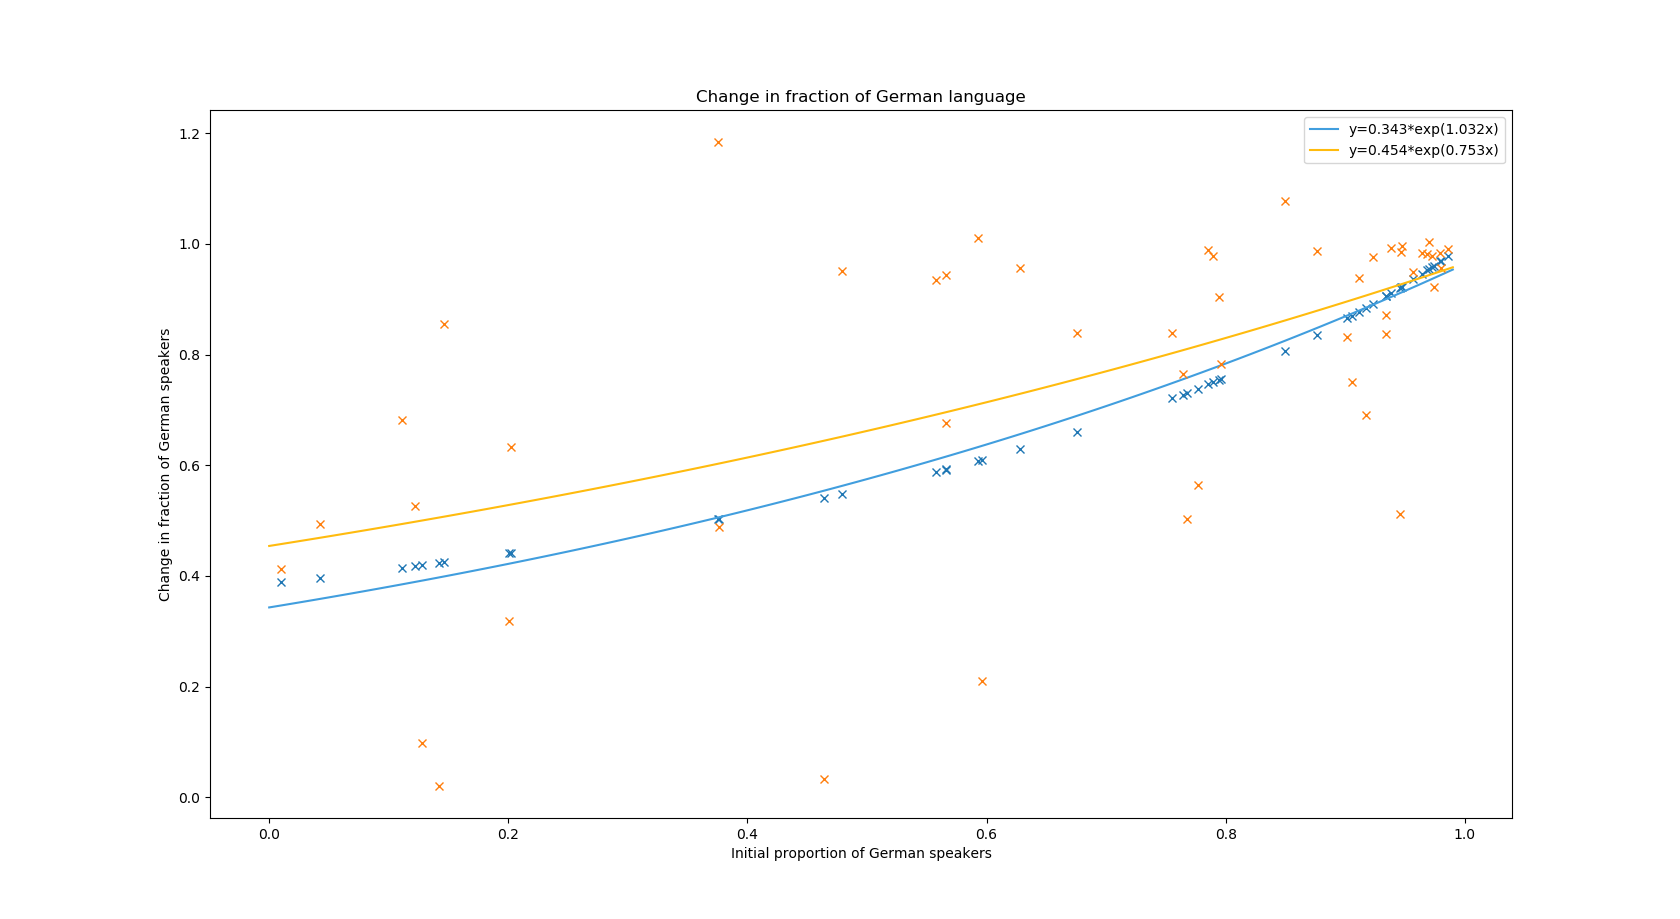 Change in fraction of German language
y=0.343*exp(1.032x)
y=0.454*exp(0.753x)
Change in fraction of German speakers
1.2
1.0
0.8
0.6
0.4
0.2
0.0
0.0 0.2 0.4 0.6 0.8 1.0
Initial proportion of German speakers